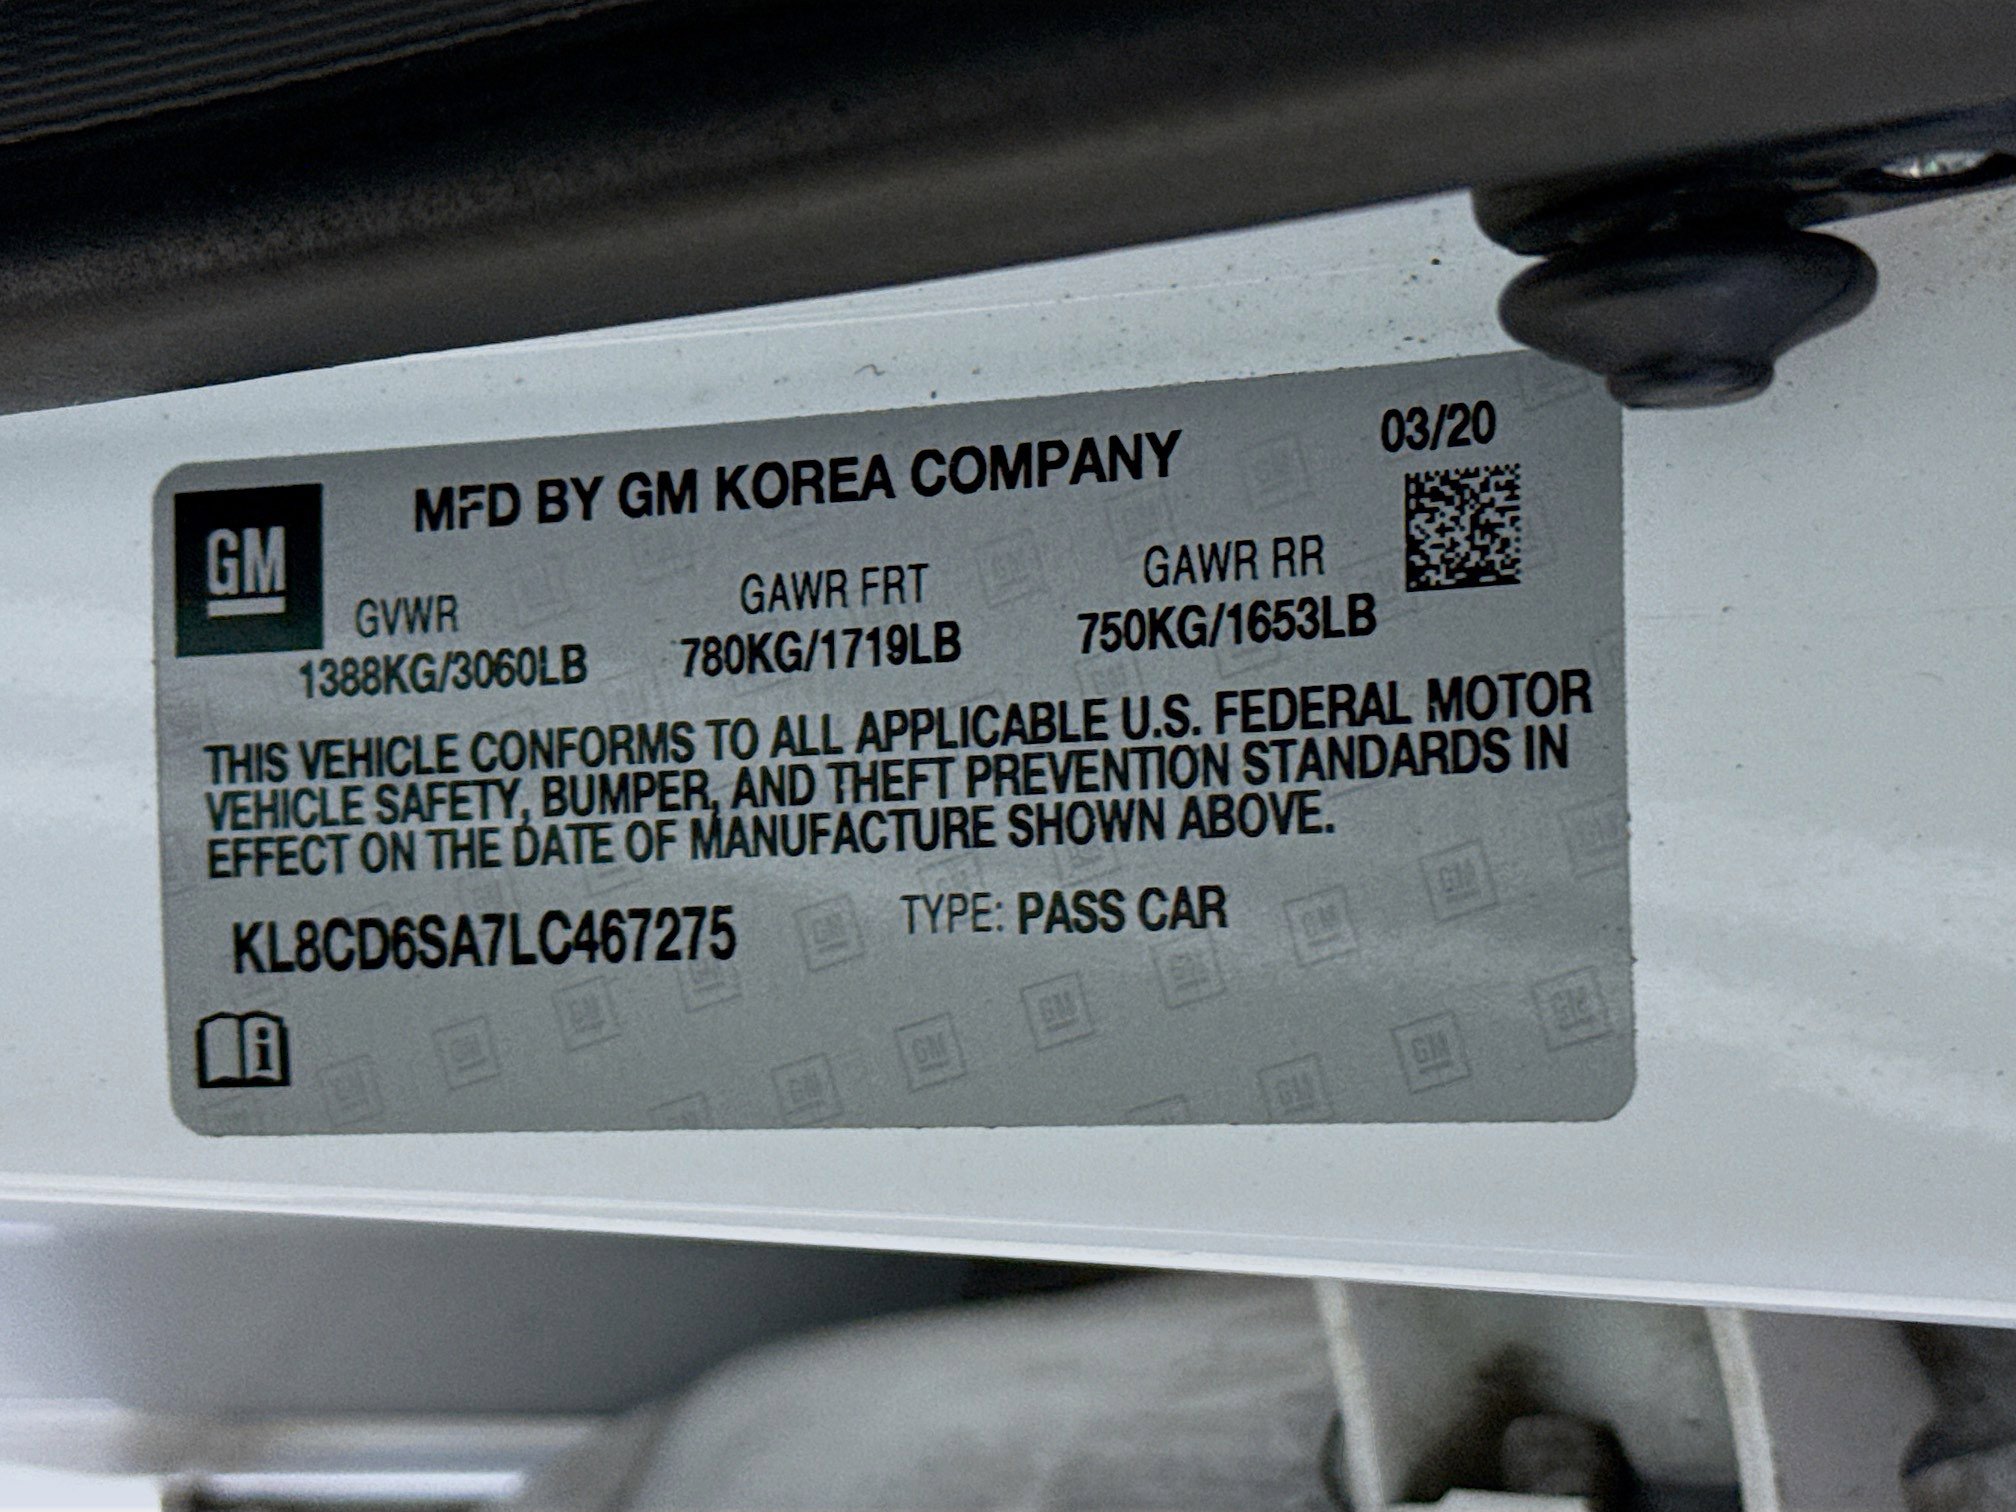 MFD BY GM KOREA COMPANY 03/20
GM
GVWR GAWR FRT GAWR RR
1388KG/3060LB 780KG/1719LB 750KG/1653LB
THIS VEHICLE CONFORMS TO ALL APPLICABLE U.S. FEDERAL MOTOR
VEHICLE SAFETY, BUMPER, AND THEFT PREVENTION STANDARDS IN
EFFECT ON THE DATE OF MANUFACTURE SHOWN ABOVE.
KL8CD6SA7LC467275 TYPE: PASS CAR
i